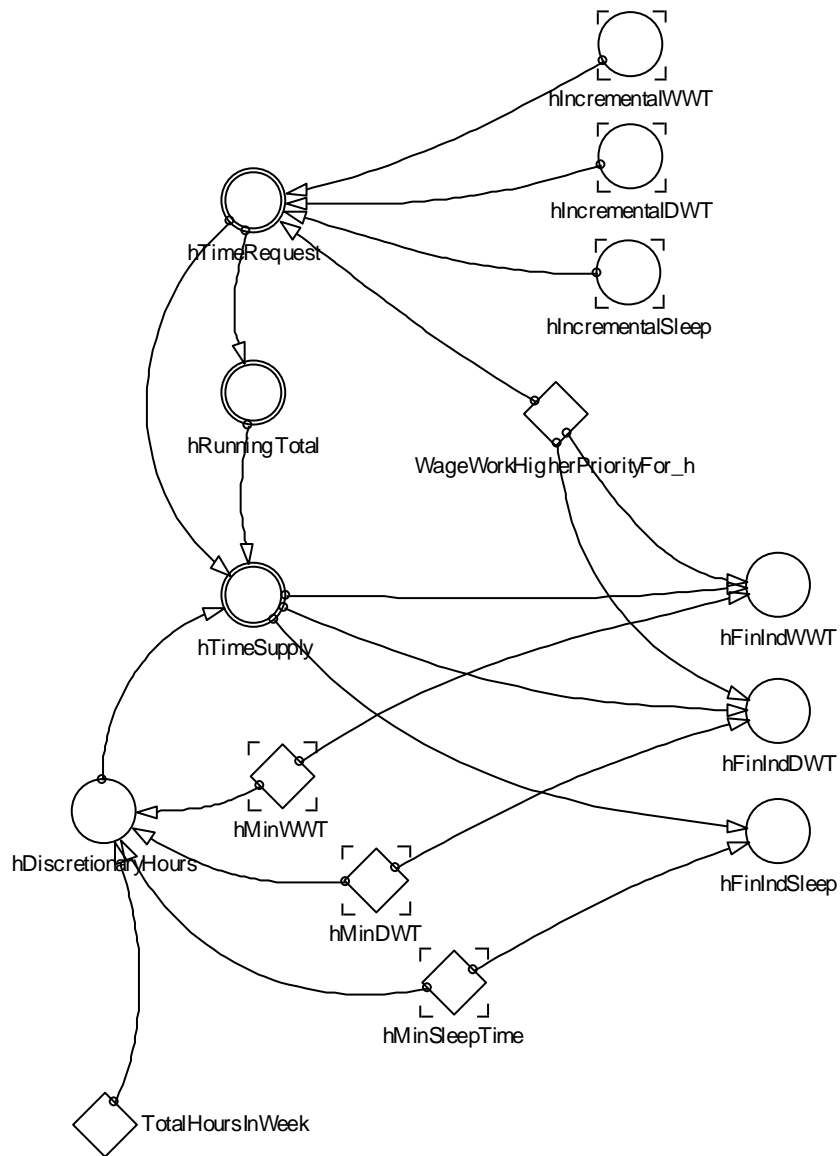 hIncrementalWWT
hIncrementalDWT
hTimeRequest
hIncrementalSleep
hRunningTotal
WageWorkHigherPriorityFor_h
hTimeSupply
hFinIndWWT
hFinIndDWT
hMinWWT
hDiscretionaryHours
hFinIndSleep
hMinDWT
hMinSleepTime
TotalHoursInWeek